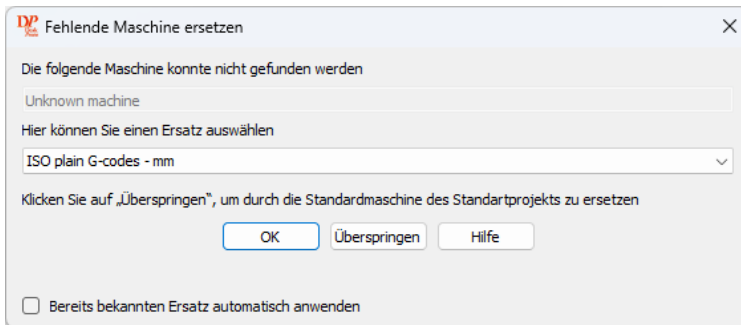 DP Fehlende Maschine ersetzen
Die folgende Maschine konnte nicht gefunden werden
Unknown machine
Hier können Sie einen Ersatz auswählen
ISO plain G-codes - mm
Klicken Sie auf „Überspringen“, um durch die Standardmaschine des Standartprojekts zu ersetzen
OK Überspringen Hilfe
Bereits bekannten Ersatz automatisch anwenden